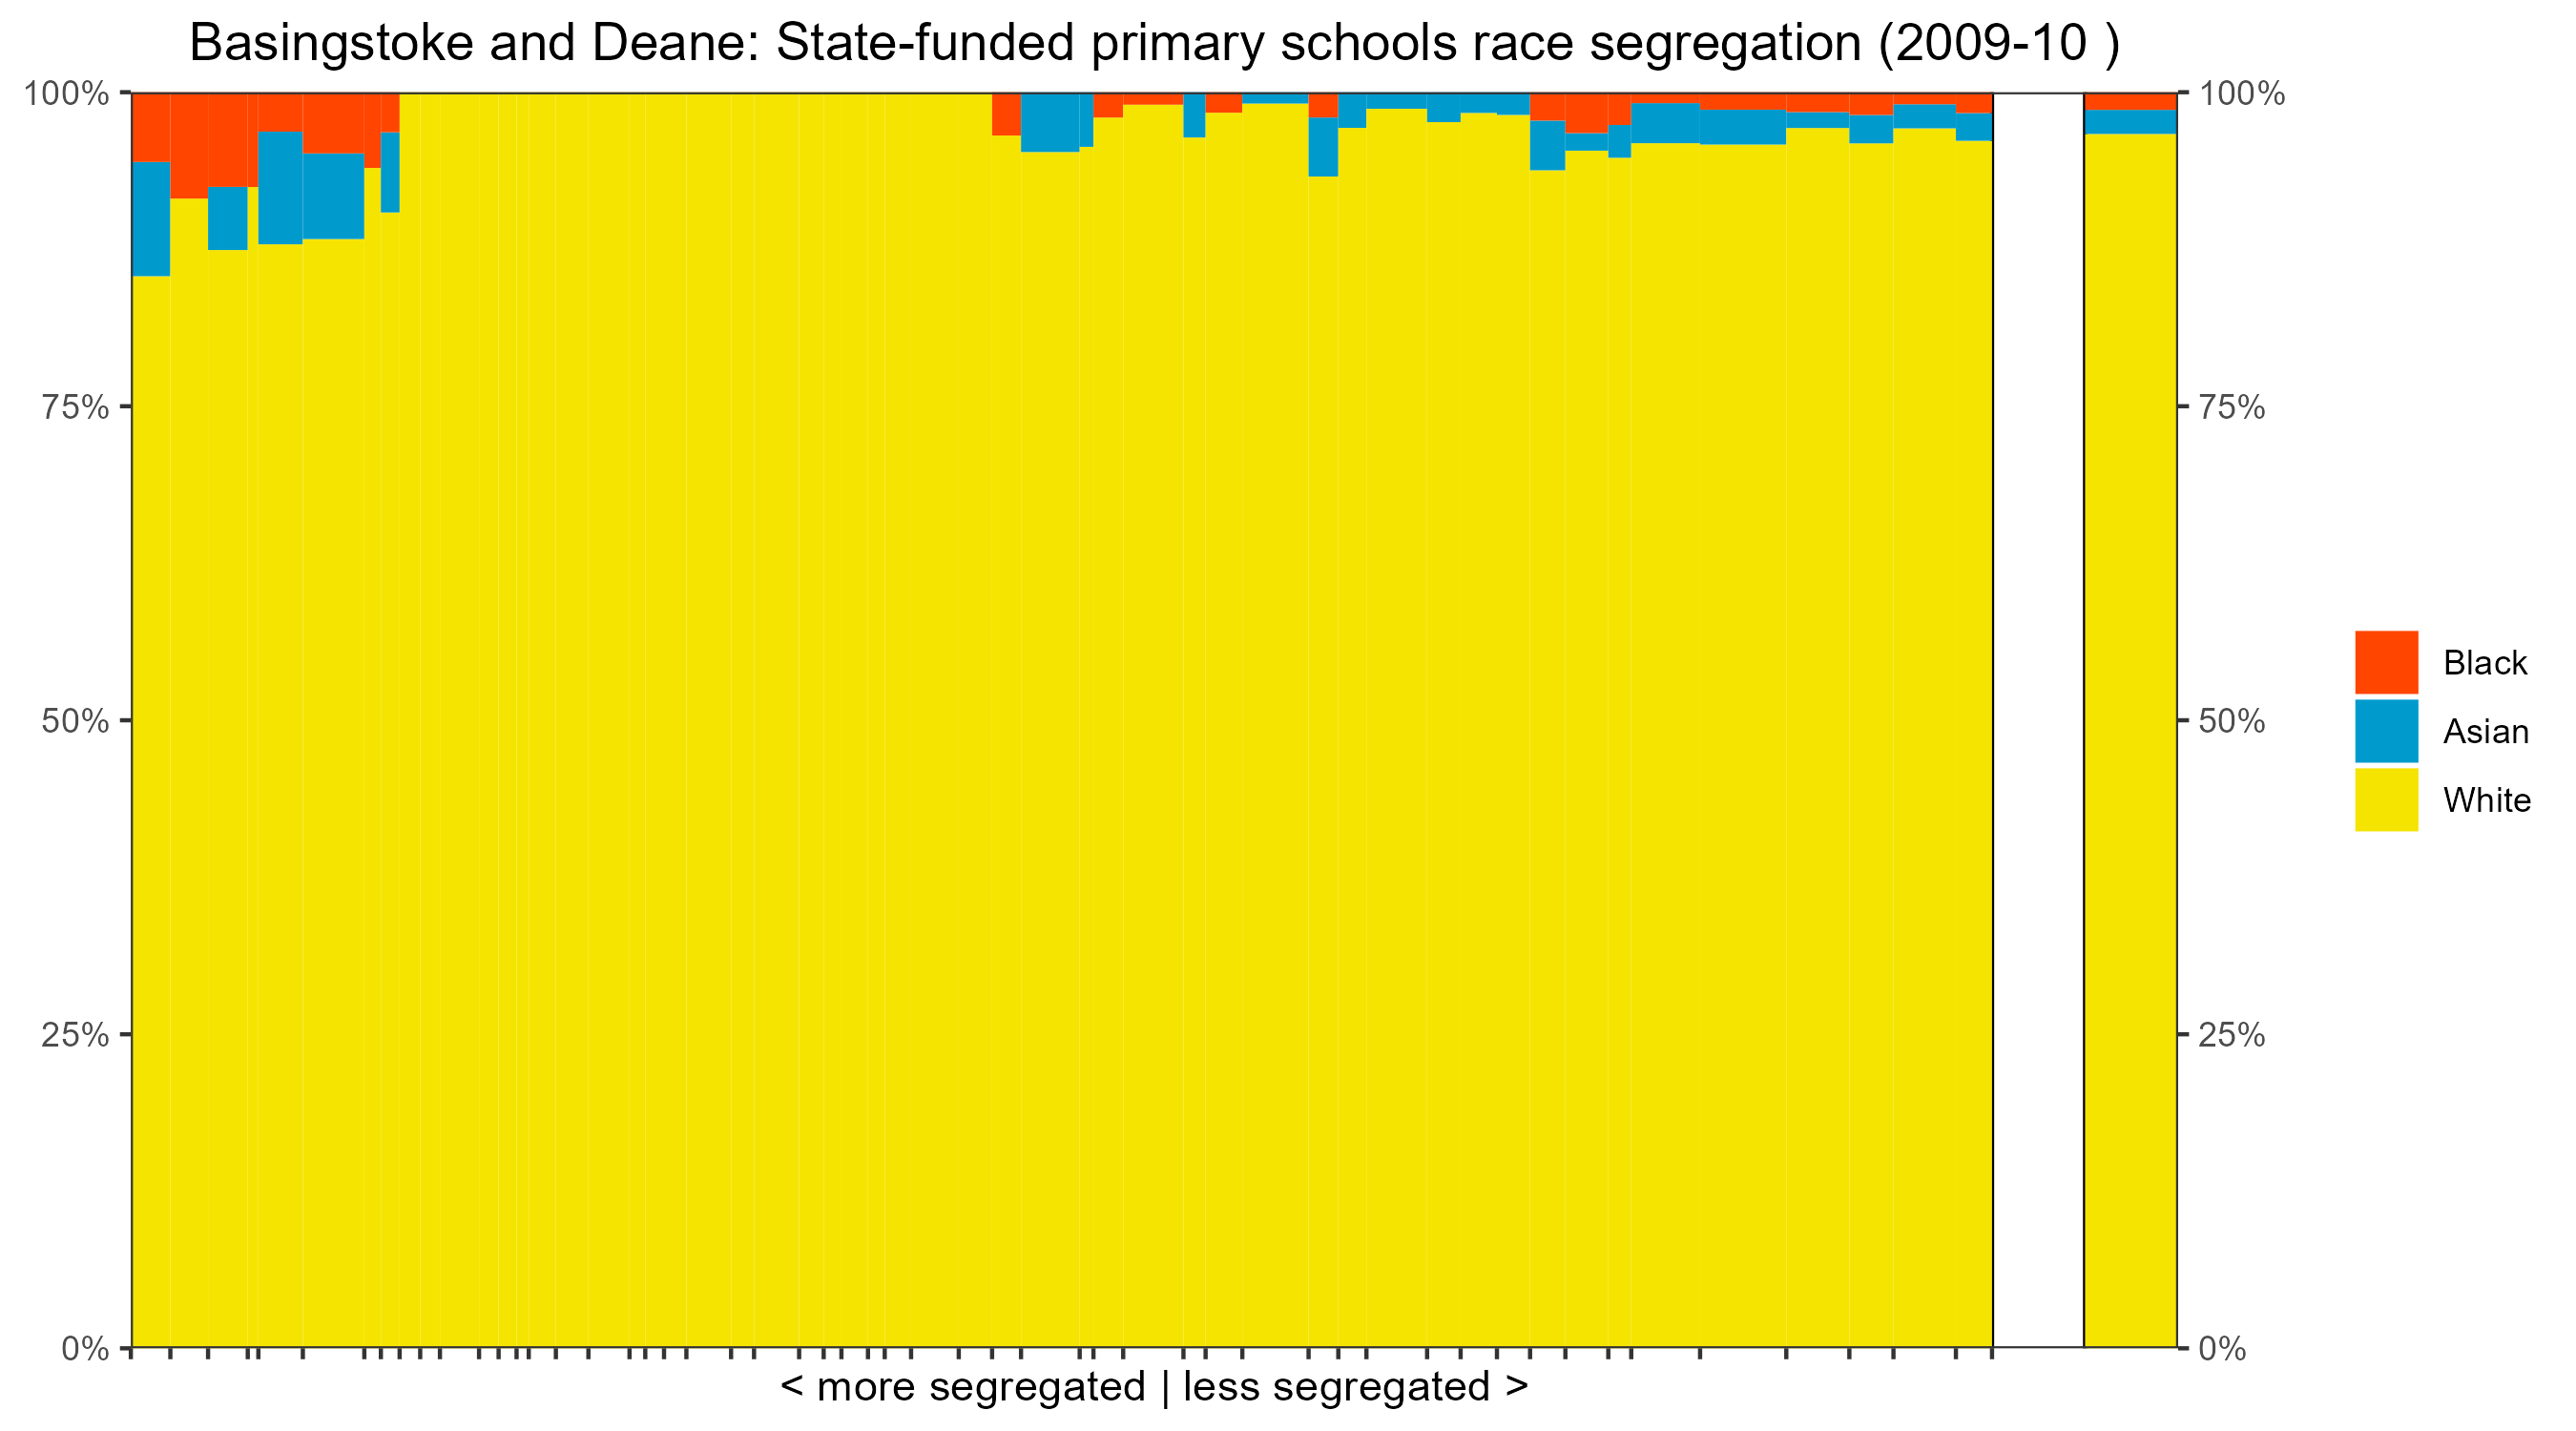 Basingstoke and Deane: State-funded primary schools race segregation (2009-10 )
100% 100%
75% 75%
50% 50%
25% 25%
0% 0%
Black
Asian
White
< more segregated | less segregated >